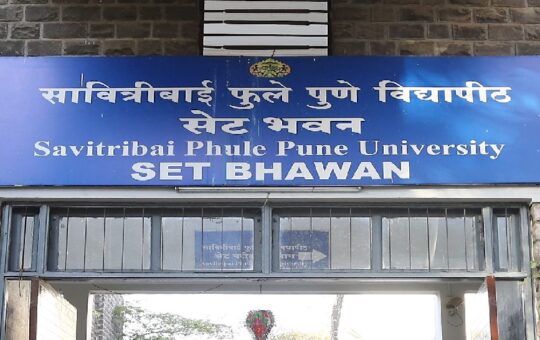 सावित्रीबाई फुले पुणे विद्यापीठ
सेट भवन
Savitribai Phule Pune University
SET BHAWAN
सावित्रीबाई फुले